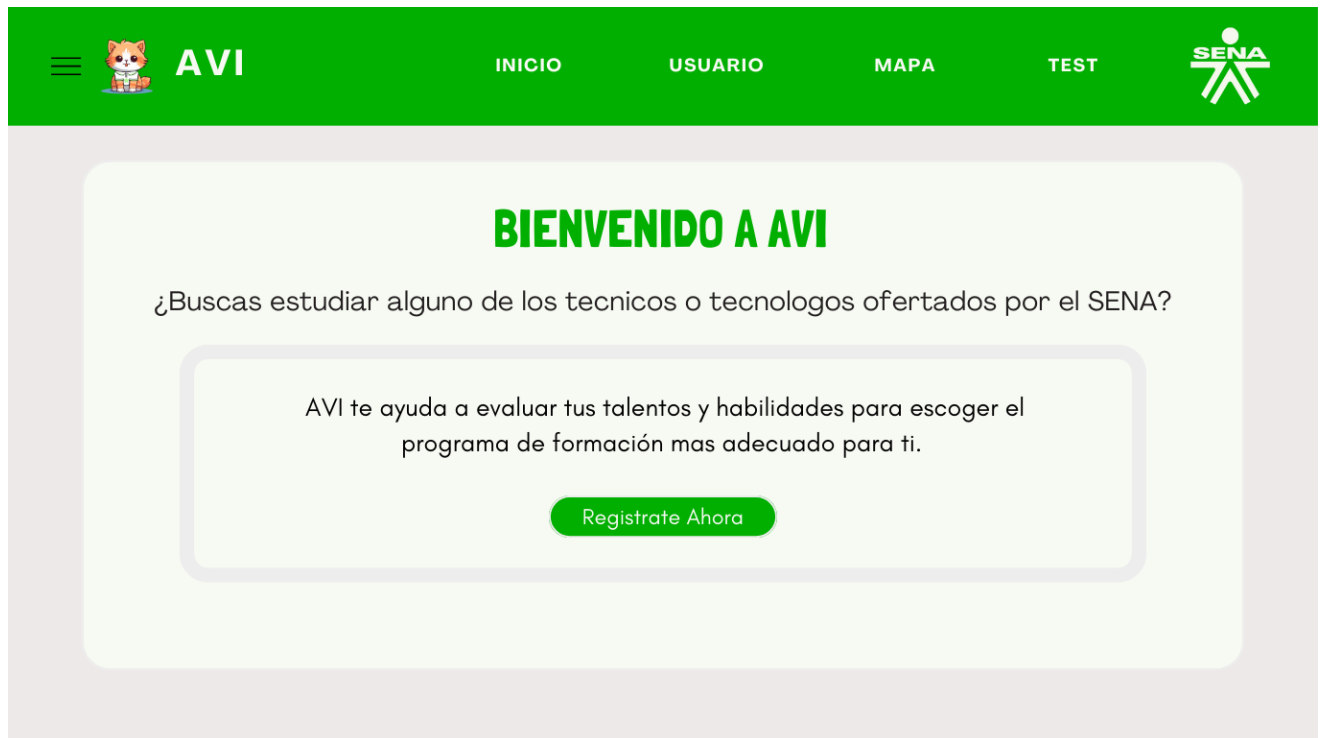 AVI
INICIO
USUARIO
MAPA
TEST
SENA
BIENVENIDO A AVI
¿Buscas estudiar alguno de los tecnicos o tecnologos ofertados por el SENA?
AVI te ayuda a evaluar tus talentos y habilidades para escoger el
programa de formación mas adecuado para ti.
Registrate Ahora